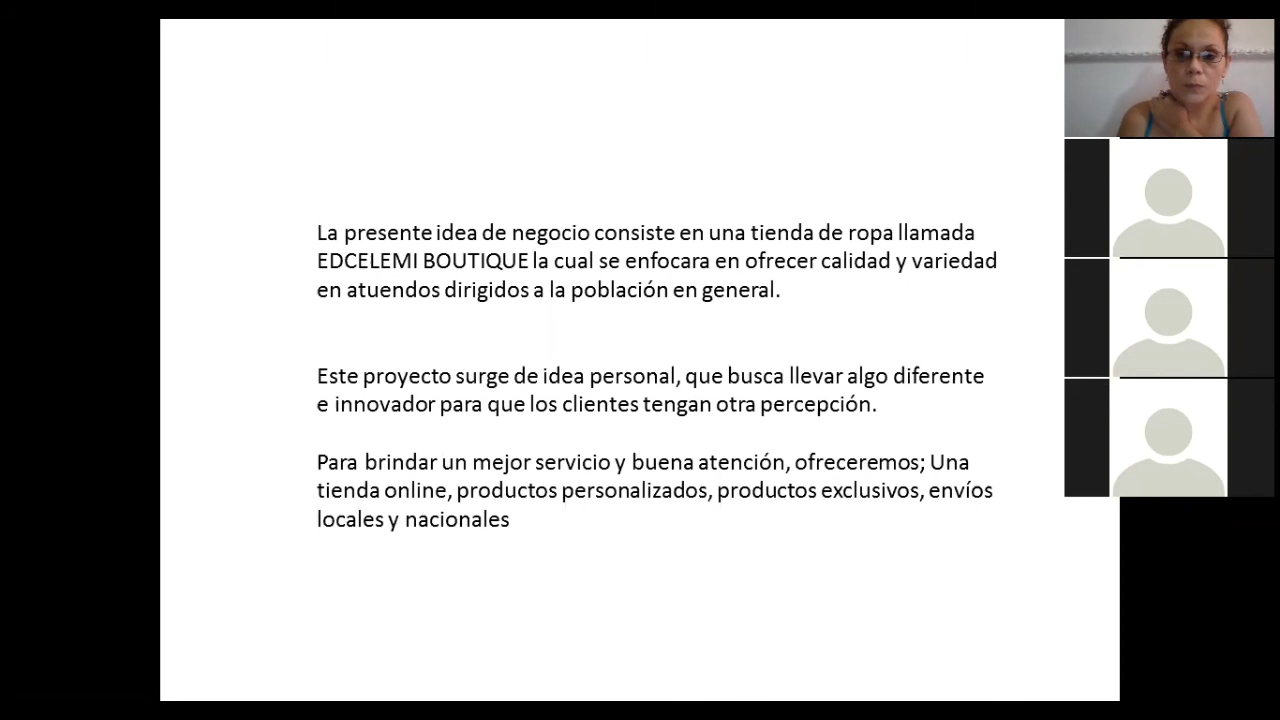 La presente idea de negocio consiste en una tienda de ropa llamada
EDCELEMI BOUTIQUE la cual se enfocara en ofrecer calidad y variedad
en atuendos dirigidos a la población en general.
Este proyecto surge de idea personal, que busca llevar algo diferente
e innovador para que los clientes tengan otra percepción.
Para brindar un mejor servicio y buena atención, ofreceremos; Una
tienda online, productos personalizados, productos exclusivos, envíos
locales y nacionales